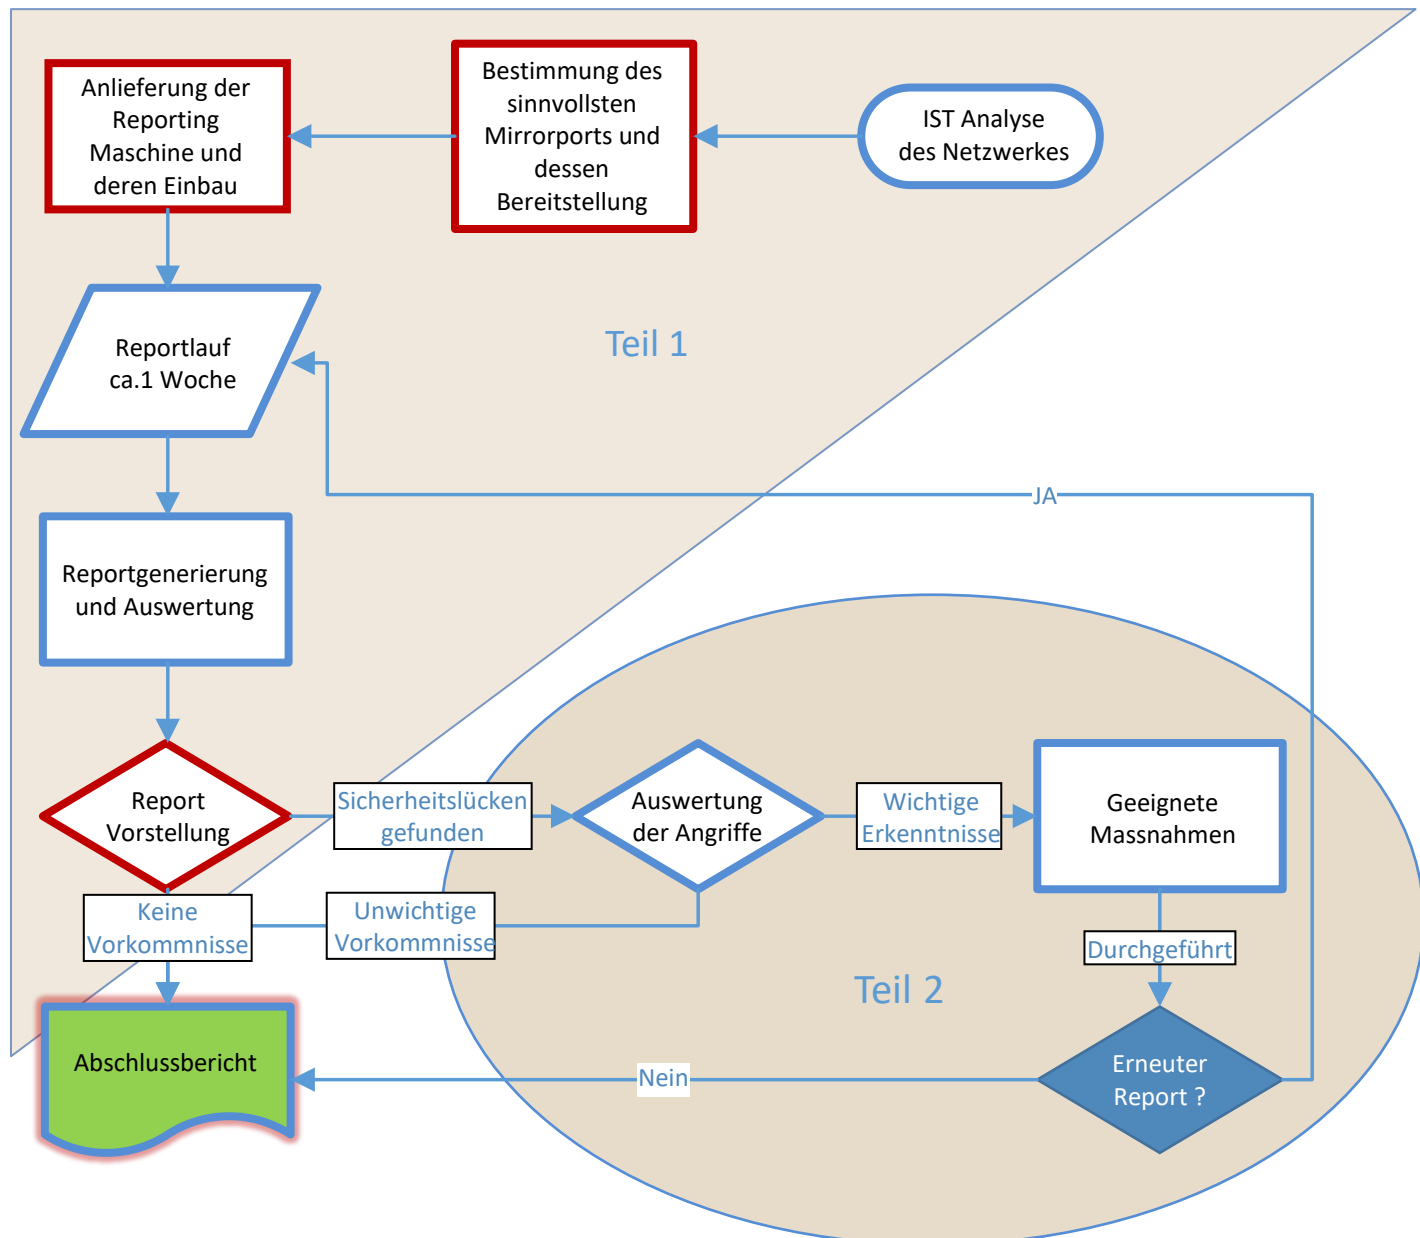 Anlieferung der
Reporting
Maschine und
deren Einbau
Bestimmung des
sinnvollsten
Mirrorports und
dessen
Bereitstellung
IST Analyse
des Netzwerkes
Reportlauf
ca.1 Woche
Teil 1
JA
Reportgenerierung
und Auswertung
Report
Vorstellung
Sicherheitslücken
gefunden
Auswertung
der Angriffe
Wichtige
Erkenntnisse
Geeignete
Massnahmen
Keine
Vorkommnisse
Unwichtige
Vorkommnisse
Durchgeführt
Teil 2
Abschlussbericht
Nein
Erneuter
Report ?